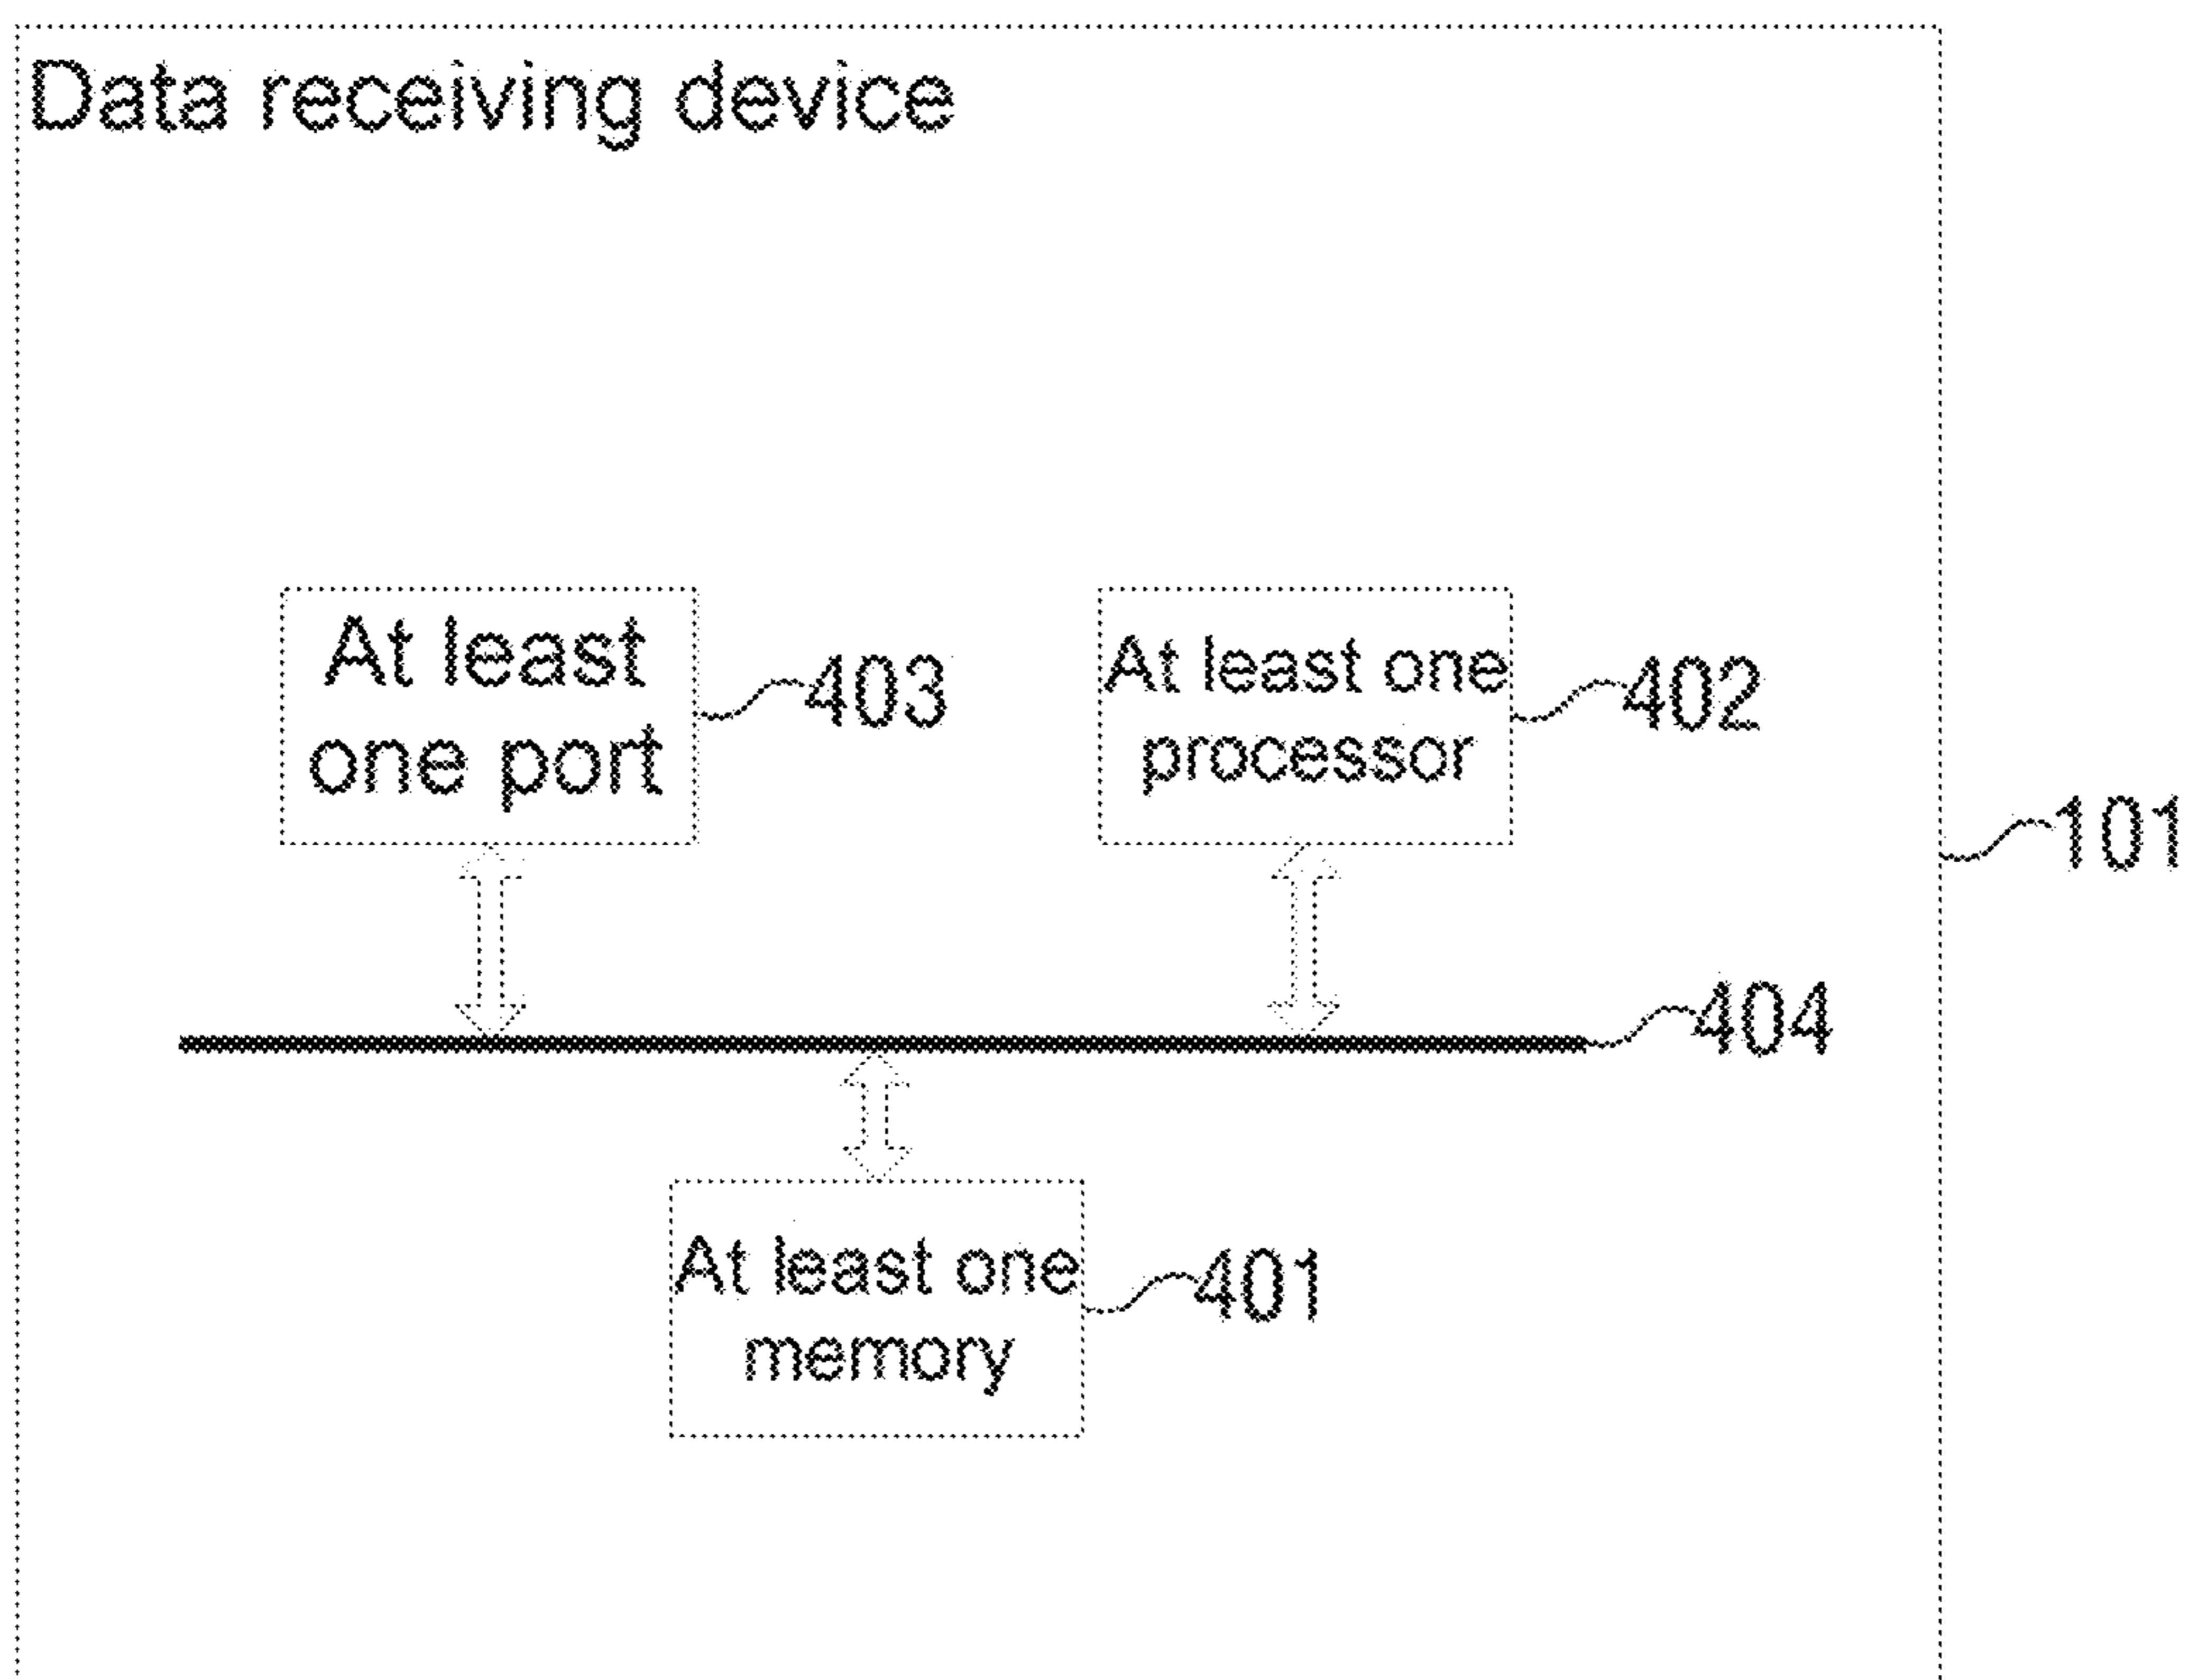 Data receiving device
At least
one port
403
At least one
processor
402
101
404
At least one
memory
401